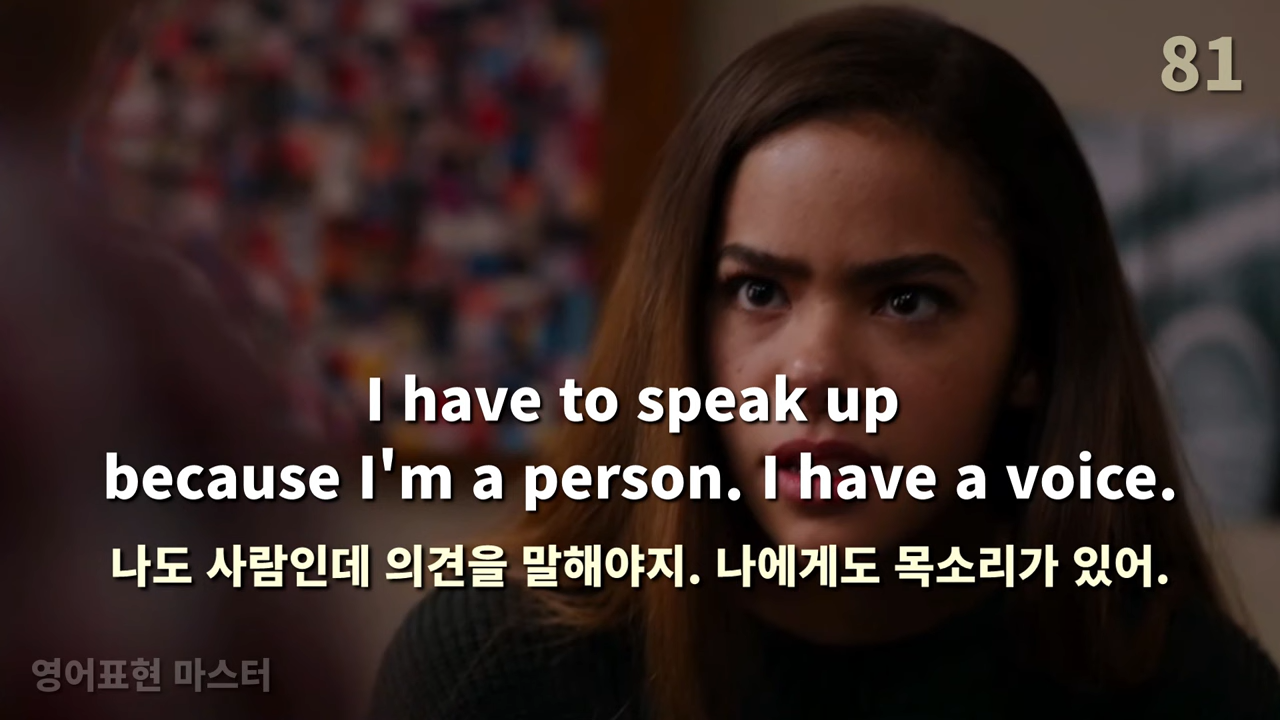 81
I have to speak up
because I'm a person. I have a voice.
나도 사람인데 의견을 말해야지. 나에게도 목소리가 있어.
영어표현 마스터